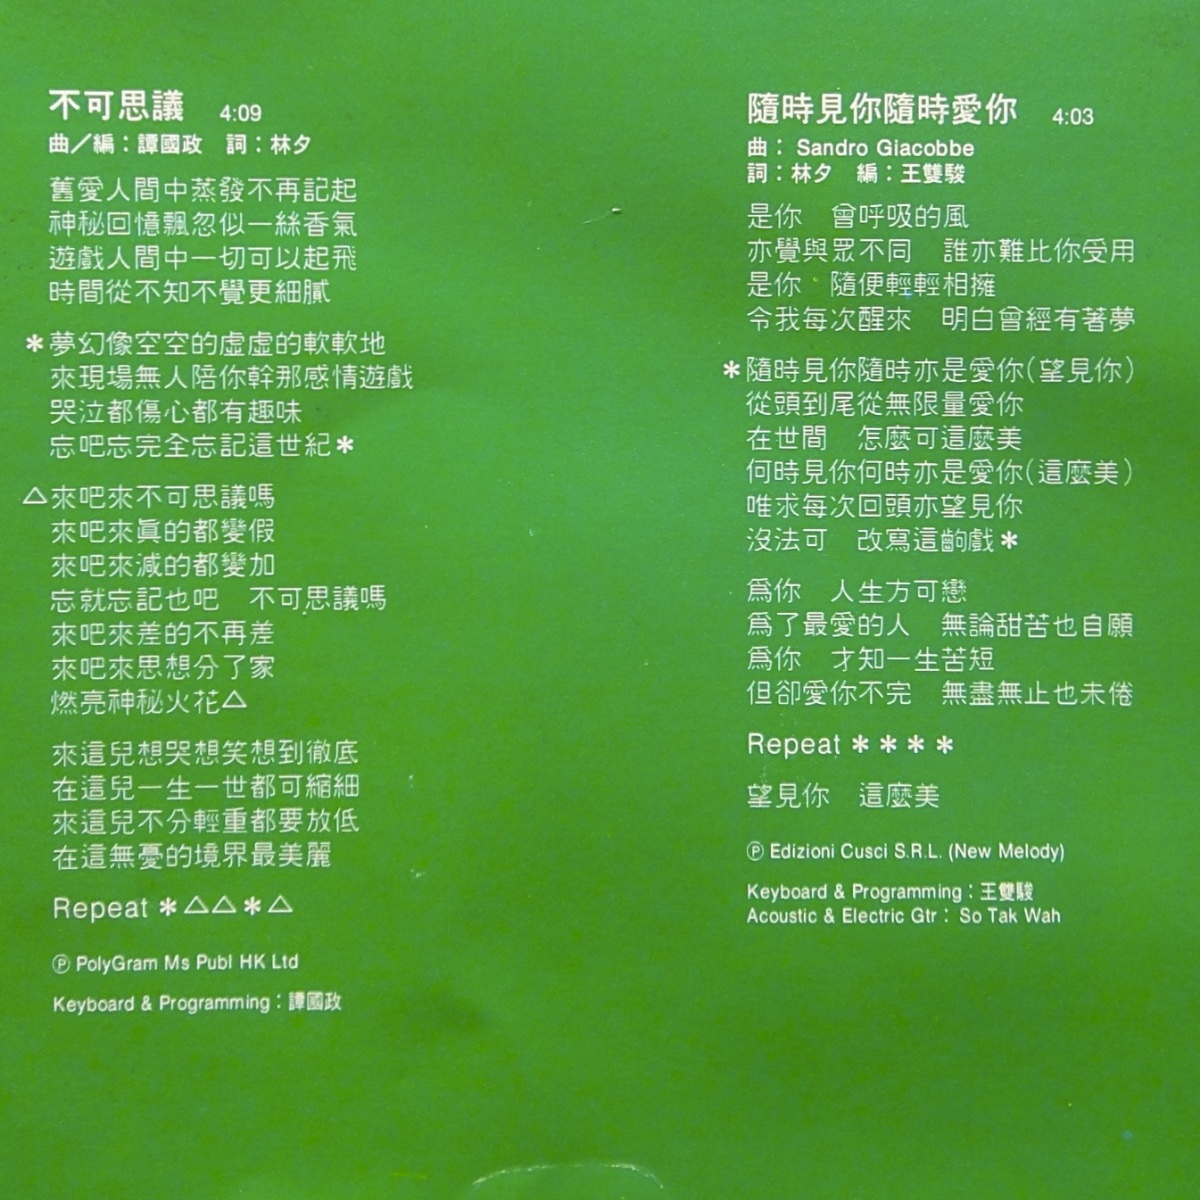 不可思議 4:09
曲/編:譚國政 詞:林夕
舊愛人間中蒸發不再記起
神秘回憶飄忽似一絲香氣
遊戲人間中一切可以起飛
時間從不知不覺更細膩
*夢幻像空空的虛虛的軟軟地
來現場無人陪你幹那感情遊戲
哭泣都傷心都有趣味
忘吧忘完全忘記這世紀*
△來吧來不可思議嗎
來吧來眞的都變假
來吧來減的都變加
忘就忘記也吧 不可思議嗎
來吧來差的不再差
來吧來思想分了家
燃亮神秘火花△
來這兒想哭想笑想到徹底
在這兒一生一世都可縮細
來這兒不分輕重都要放低
在這無憂的境界最美麗
Repeat *△△*△
Ⓟ PolyGram Ms Publ HK Ltd
Keyboard & Programming:譚國政
隨時見你隨時愛你 4:03
曲: Sandro Giacobbe
詞:林夕 編:王雙駿
是你 曾呼吸的風
亦覺與眾不同 誰亦難比你受用
是你 隨便輕輕相擁
令我每次醒來 明白曾經有著夢
*隨時見你隨時亦是愛你(望見你)
從頭到尾從無限量愛你
在世間 怎麼可這麼美
何時見你何時亦是愛你(這麼美)
唯求每次回頭亦望見你
沒法可 改寫這齣戲*
爲你 人生方可戀
爲了最愛的人 無論甜苦也自願
爲你 才知一生苦短
但卻愛你不完 無盡無止也未倦
Repeat * * * *
望見你 這麼美
Ⓟ Edizioni Cusci S.R.L. (New Melody)
Keyboard & Programming:王雙駿
Acoustic & Electric Gtr: So Tak Wah